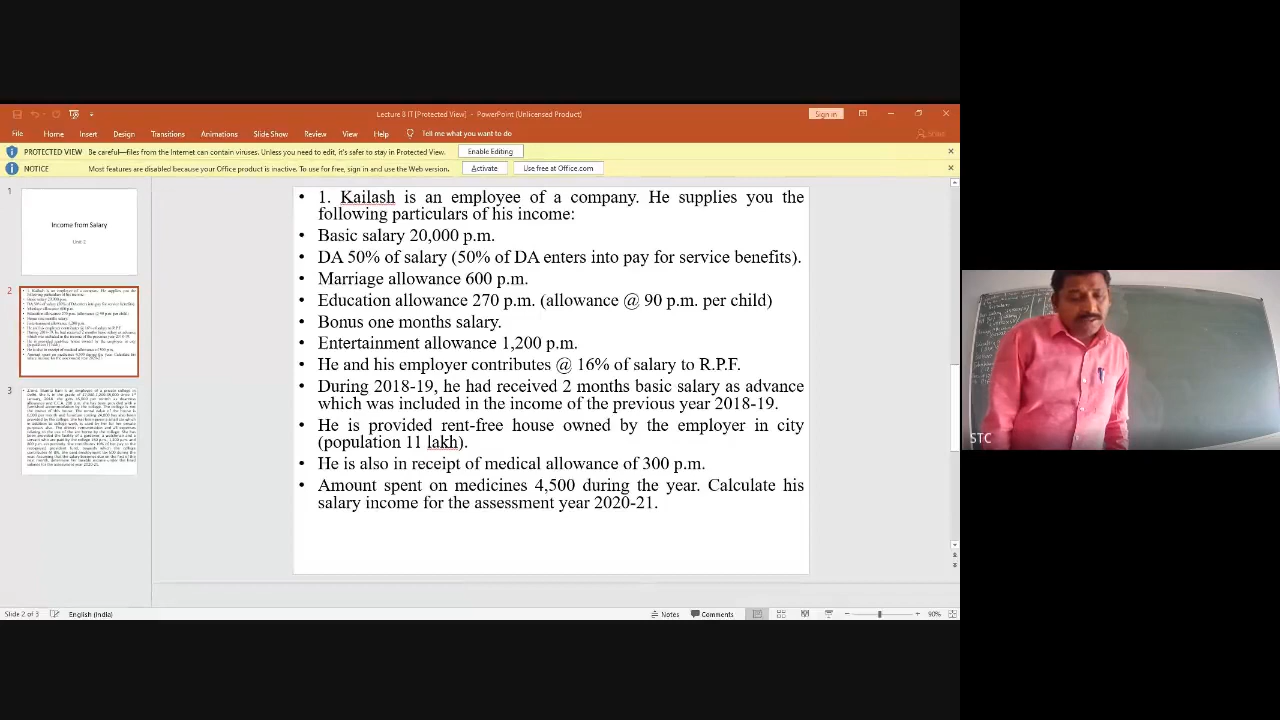 Lecture 8 IT [Protected View] - PowerPoint (Unlicensed Product)
Sign in
File Home Insert Design Transitions Animations Slide Show Review View Help Tell me what you want to do
Share
PROTECTED VIEW Be careful—files from the Internet can contain viruses. Unless you need to edit, it's safer to stay in Protected View. Enable Editing
NOTICE Most features are disabled because your Office product is inactive. To use for free, sign in and use the Web version. Activate Use free at Office.com
1
Income from Salary
2
3
• 1. Kailash is an employee of a company. He supplies you the
following particulars of his income:
• Basic salary 20,000 p.m.
• DA 50% of salary (50% of DA enters into pay for service benefits).
• Marriage allowance 600 p.m.
• Education allowance 270 p.m. (allowance @ 90 p.m. per child)
• Bonus one months salary.
• Entertainment allowance 1,200 p.m.
• He and his employer contributes @ 16% of salary to R.P.F.
• During 2018-19, he had received 2 months basic salary as advance
which was included in the income of the previous year 2018-19.
• He is provided rent-free house owned by the employer in city
(population 11 lakh).
• He is also in receipt of medical allowance of 300 p.m.
• Amount spent on medicines 4,500 during the year. Calculate his
salary income for the assessment year 2020-21.
STC
Slide 2 of 3 English (India) Notes Comments 90%